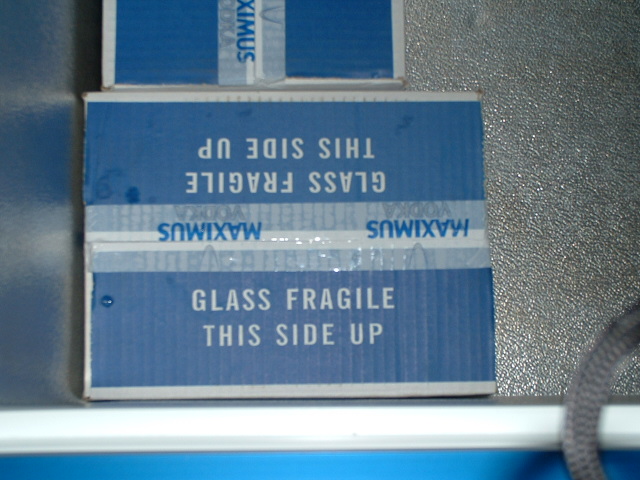 MAXIMUS
THIS SIDE UP
GLASS FRAGILE
MAXIMUS MAXIMUS
VODKA VODKA
GLASS FRAGILE
THIS SIDE UP